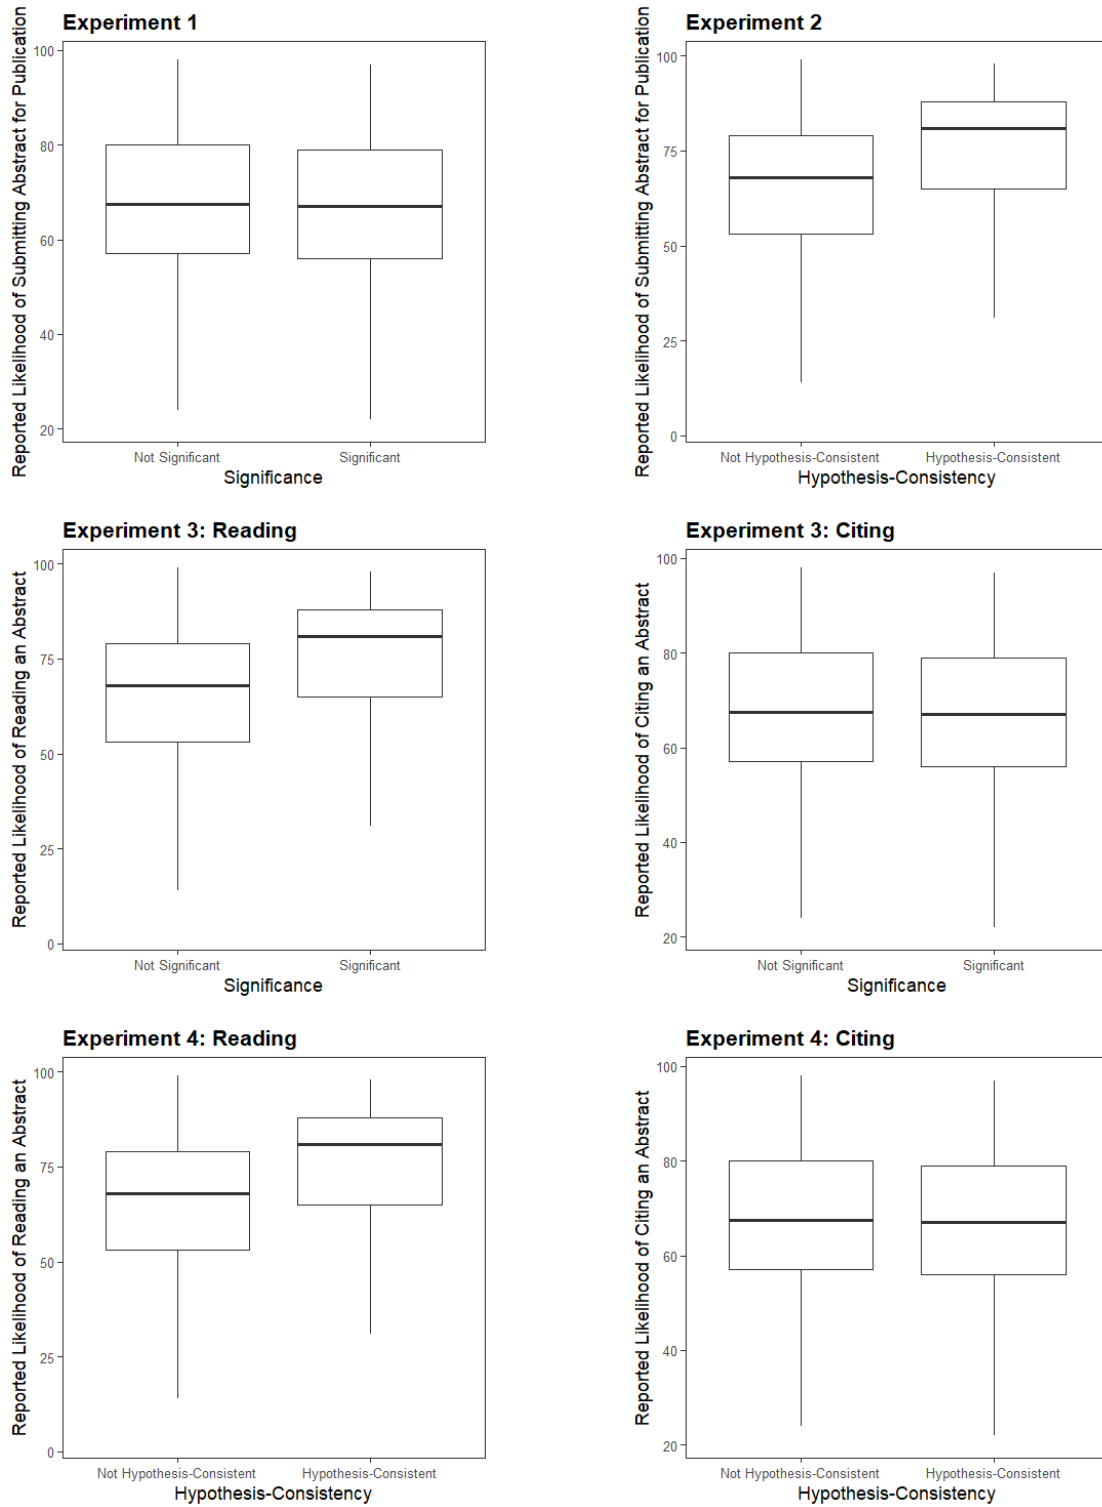 Experiment 1
Reported Likelihood of Submitting Abstract for Publication
100
80
60
40
20
Not Significant
Significant
Significance
Experiment 2
Reported Likelihood of Submitting Abstract for Publication
100
75
50
25
0
Not Hypothesis-Consistent
Hypothesis-Consistent
Hypothesis-Consistency
Experiment 3: Reading
Reported Likelihood of Reading an Abstract
100
75
50
25
0
Not Significant
Significant
Significance
Experiment 3: Citing
Reported Likelihood of Citing an Abstract
100
80
60
40
20
Not Significant
Significant
Significance
Experiment 4: Reading
Reported Likelihood of Reading an Abstract
100
75
50
25
0
Not Hypothesis-Consistent
Hypothesis-Consistent
Hypothesis-Consistency
Experiment 4: Citing
Reported Likelihood of Citing an Abstract
100
80
60
40
20
Not Hypothesis-Consistent
Hypothesis-Consistent
Hypothesis-Consistency